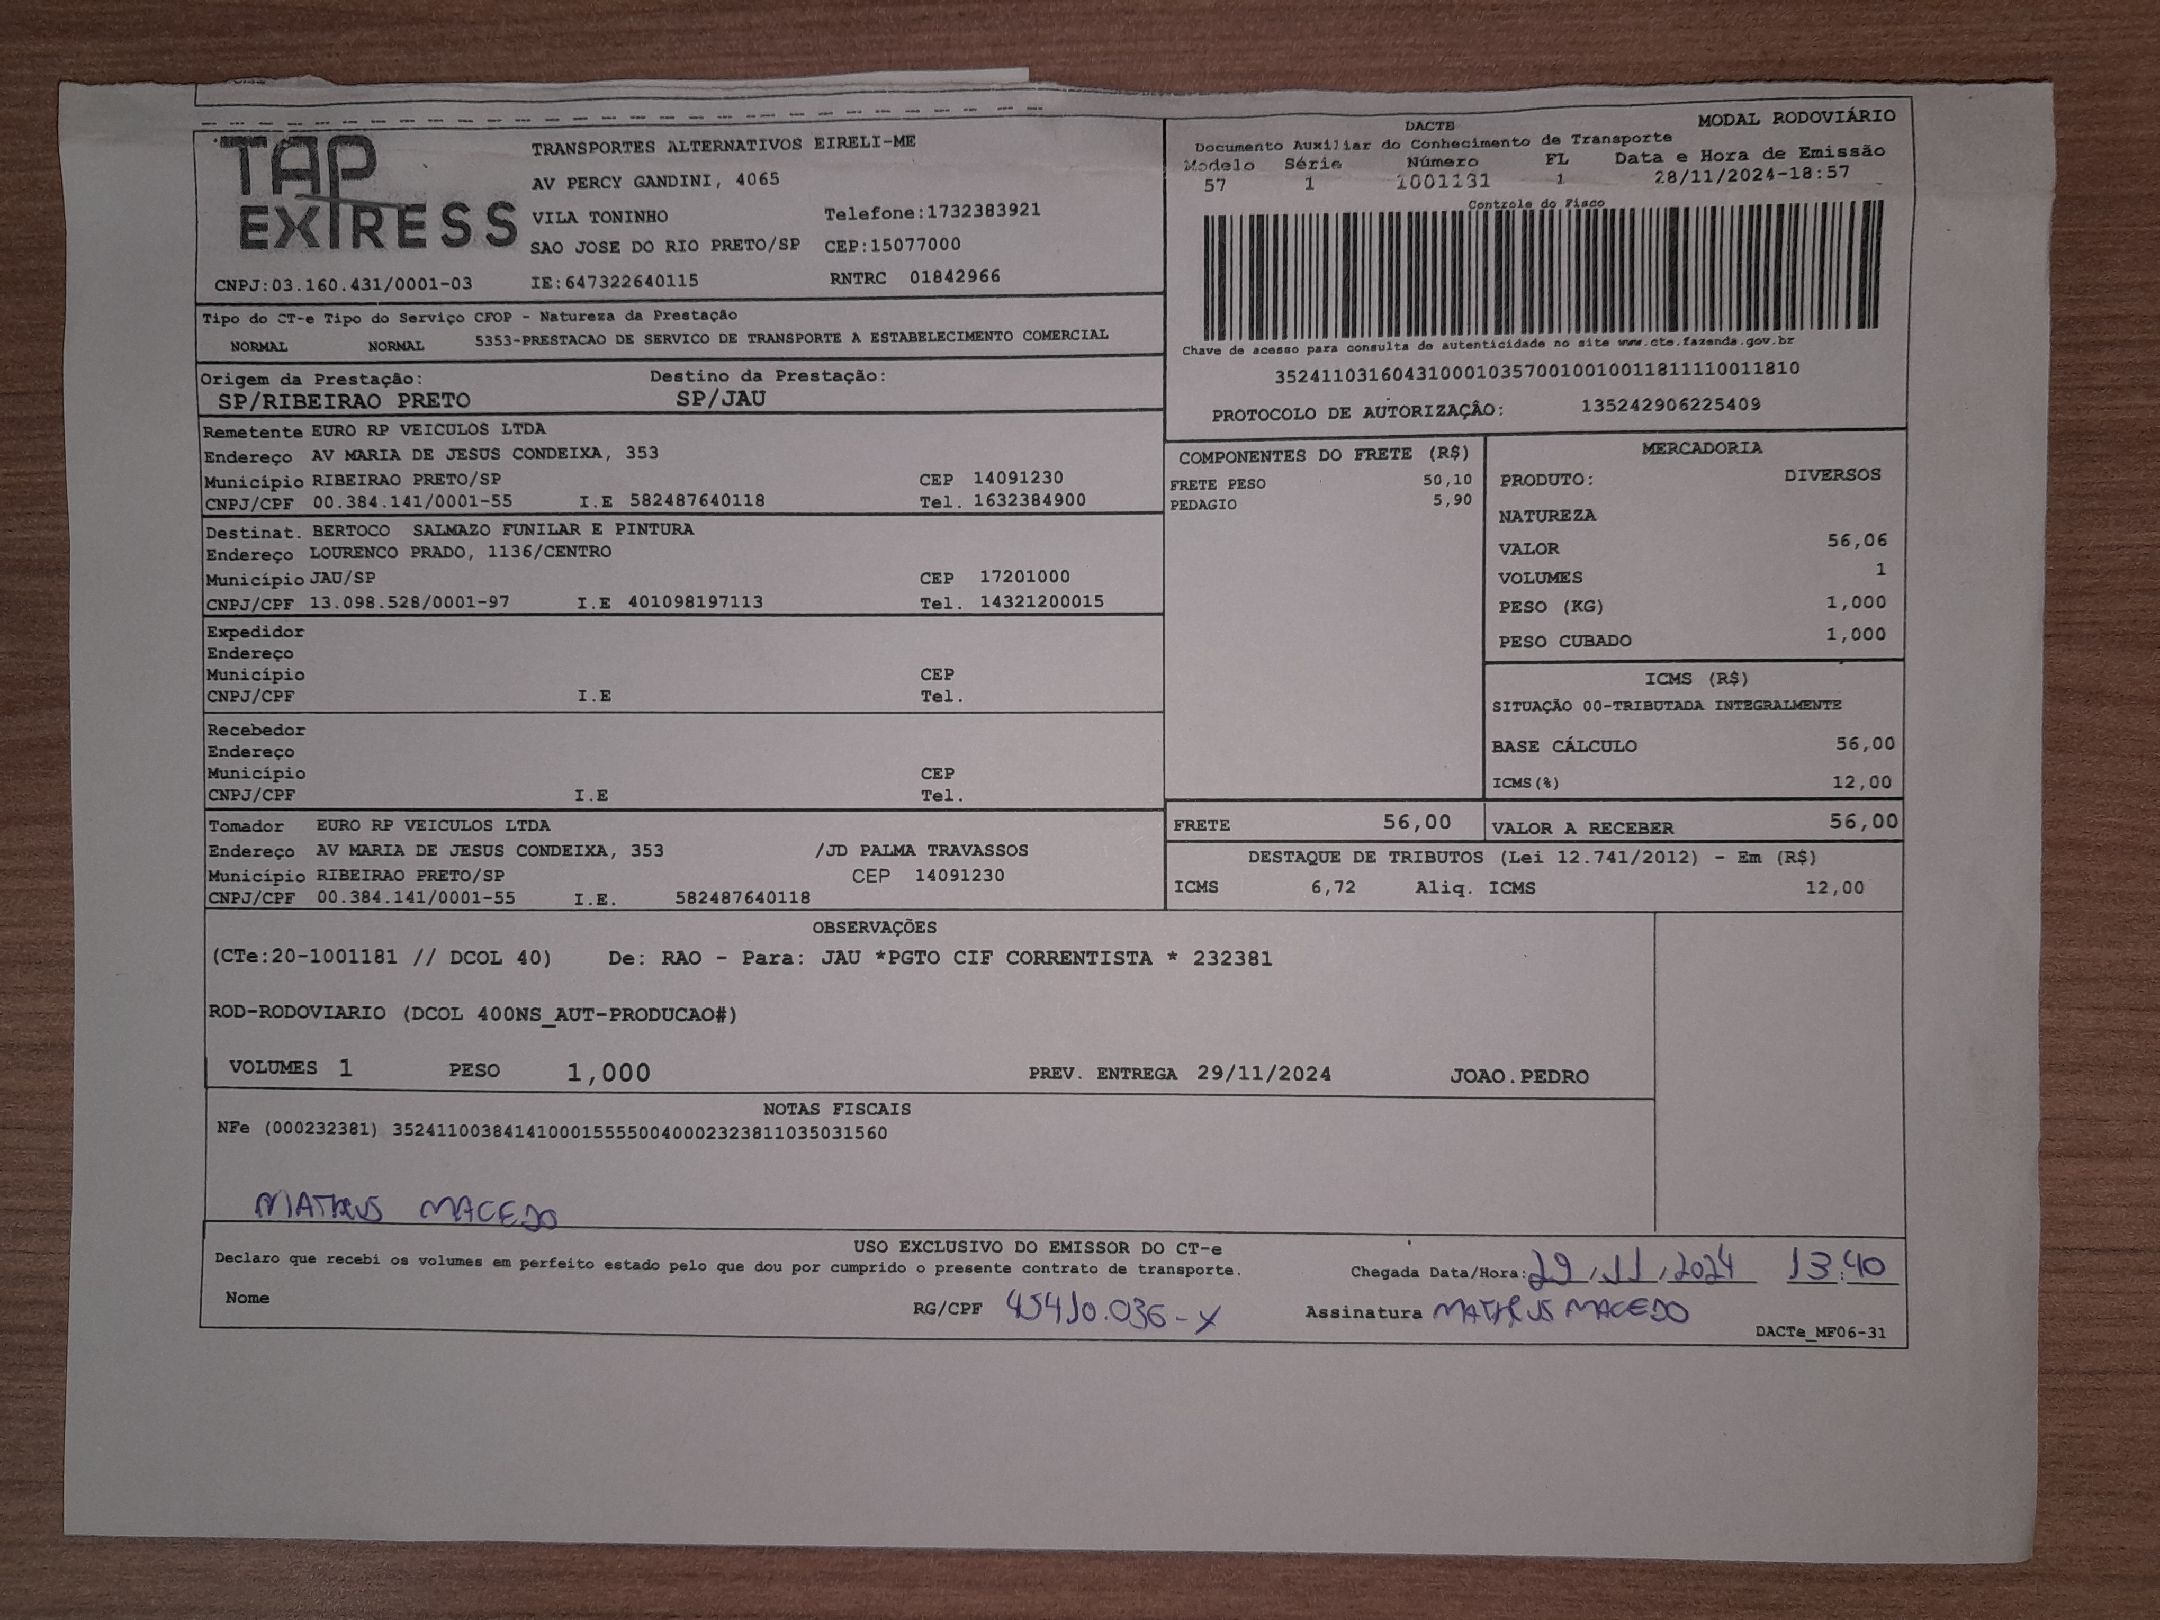 TAP EXPRESS
TRANSPORTES ALTERNATIVOS EIRELI-ME
AV PERCY GANDINI, 4065
VILA TONINHO Telefone:1732383921
SAO JOSE DO RIO PRETO/SP CEP:15077000
CNPJ:03.160.431/0001-03 IE:647322640115 RNTRC 01842966
DACTE MODAL RODOVIÁRIO
Documento Auxiliar do Conhecimento de Transporte
Modelo Série Número FL Data e Hora de Emissão
57 1 1001181 1 28/11/2024-18:57
Controle do Fisco
Chave de acesso para consulta de autenticidade no site www.cte.fazenda.gov.br
35241103160431000103570010010011811110011810
PROTOCOLO DE AUTORIZAÇÂO: 135242906225409
Tipo do CT-e Tipo do Serviço CFOP - Natureza da Prestação
NORMAL NORMAL 5353-PRESTACAO DE SERVICO DE TRANSPORTE A ESTABELECIMENTO COMERCIAL
Origem da Prestação: Destino da Prestação:
SP/RIBEIRAO PRETO SP/JAU
Remetente EURO RP VEICULOS LTDA
Endereço AV MARIA DE JESUS CONDEIXA, 353
Município RIBEIRAO PRETO/SP CEP 14091230
CNPJ/CPF 00.384.141/0001-55 I.E 582487640118 Tel. 1632384900
Destinat. BERTOCO SALMAZO FUNILAR E PINTURA
Endereço LOURENCO PRADO, 1136/CENTRO
Município JAU/SP CEP 17201000
CNPJ/CPF 13.098.528/0001-97 I.E 401098197113 Tel. 14321200015
Expedidor
Endereço
Município CEP
CNPJ/CPF I.E Tel.
Recebedor
Endereço
Município CEP
CNPJ/CPF I.E Tel.
Tomador EURO RP VEICULOS LTDA
Endereço AV MARIA DE JESUS CONDEIXA, 353 /JD PALMA TRAVASSOS
Município RIBEIRAO PRETO/SP CEP 14091230
CNPJ/CPF 00.384.141/0001-55 I.E. 582487640118
COMPONENTES DO FRETE (R$)
FRETE PESO 50,10
PEDAGIO 5,90
MERCADORIA
PRODUTO: DIVERSOS
NATUREZA
VALOR 56,06
VOLUMES 1
PESO (KG) 1,000
PESO CUBADO 1,000
ICMS (R$)
SITUAÇÃO 00-TRIBUTADA INTEGRALMENTE
BASE CÁLCULO 56,00
ICMS(%) 12,00
FRETE 56,00 VALOR A RECEBER 56,00
DESTAQUE DE TRIBUTOS (Lei 12.741/2012) - Em (R$)
ICMS 6,72 Aliq. ICMS 12,00
OBSERVAÇÕES
(CTe:20-1001181 // DCOL 40) De: RAO - Para: JAU *PGTO CIF CORRENTISTA * 232381
ROD-RODOVIARIO (DCOL 400NS_AUT-PRODUCAO#)
VOLUMES 1 PESO 1,000 PREV. ENTREGA 29/11/2024 JOAO.PEDRO
NOTAS FISCAIS
NFe (000232381) 35241100384141000155550040002323811035031560
MATHEUS MACEDO
USO EXCLUSIVO DO EMISSOR DO CT-e
Declaro que recebi os volumes em perfeito estado pelo que dou por cumprido o presente contrato de transporte.
Chegada Data/Hora: 29,11,2024 13:40
Nome RG/CPF 45410.036-X Assinatura MATHEUS MACEDO
DACTe_MF06-31